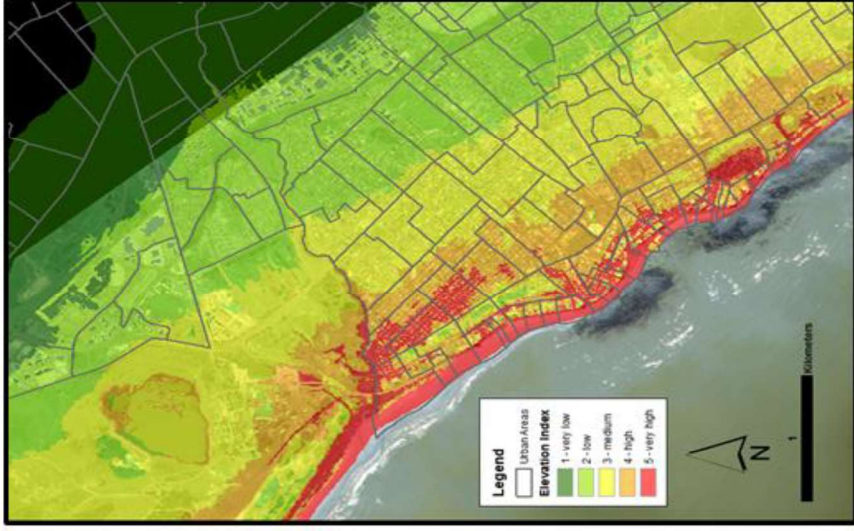 Legend
Urban Areas
Elevation Index
1 - very low
2 - low
3 - medium
4 - high
5 - very high
N
1
Kilometers